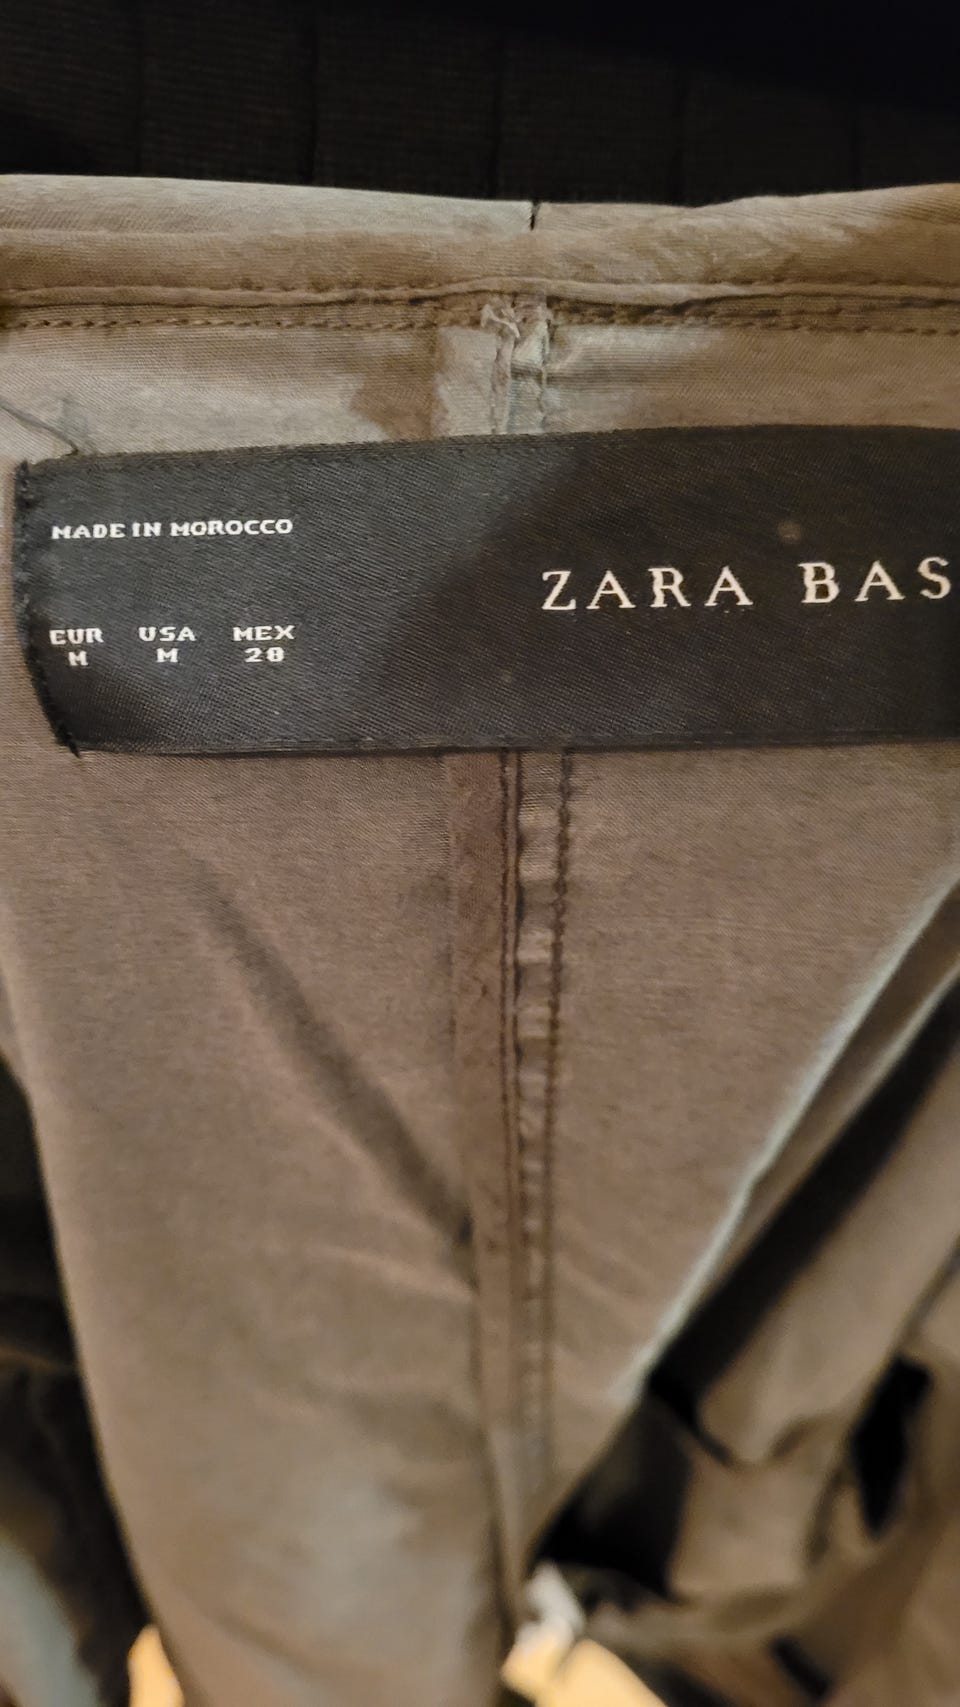 MADE IN MOROCCO
ZARA BAS
EUR USA MEX
M M 28